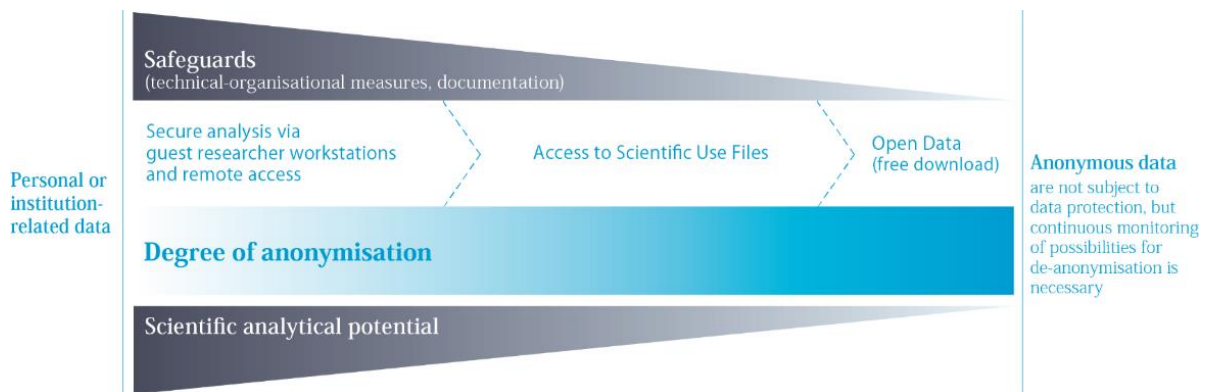 Safeguards
(technical-organisational measures, documentation)
Personal or
institution-
related data
Secure analysis via
guest researcher workstations
and remote access
Access to Scientific Use Files
Open Data
(free download)
Anonymous data
are not subject to
data protection, but
continuous monitoring
of possibilities for
de-anonymisation is
necessary
Degree of anonymisation
Scientific analytical potential